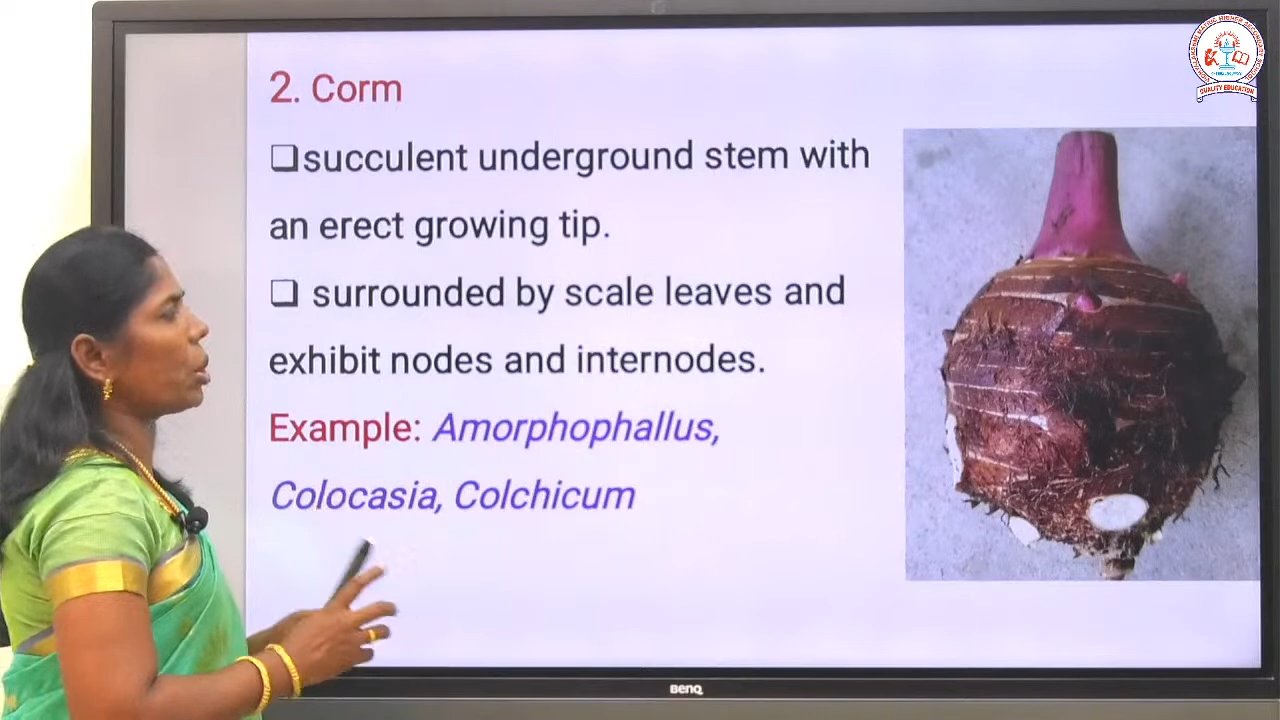 2. Corm
❑succulent underground stem with
an erect growing tip.
❑ surrounded by scale leaves and
exhibit nodes and internodes.
Example: Amorphophallus,
Colocasia, Colchicum
BenQ
QUALITY EDUCATION